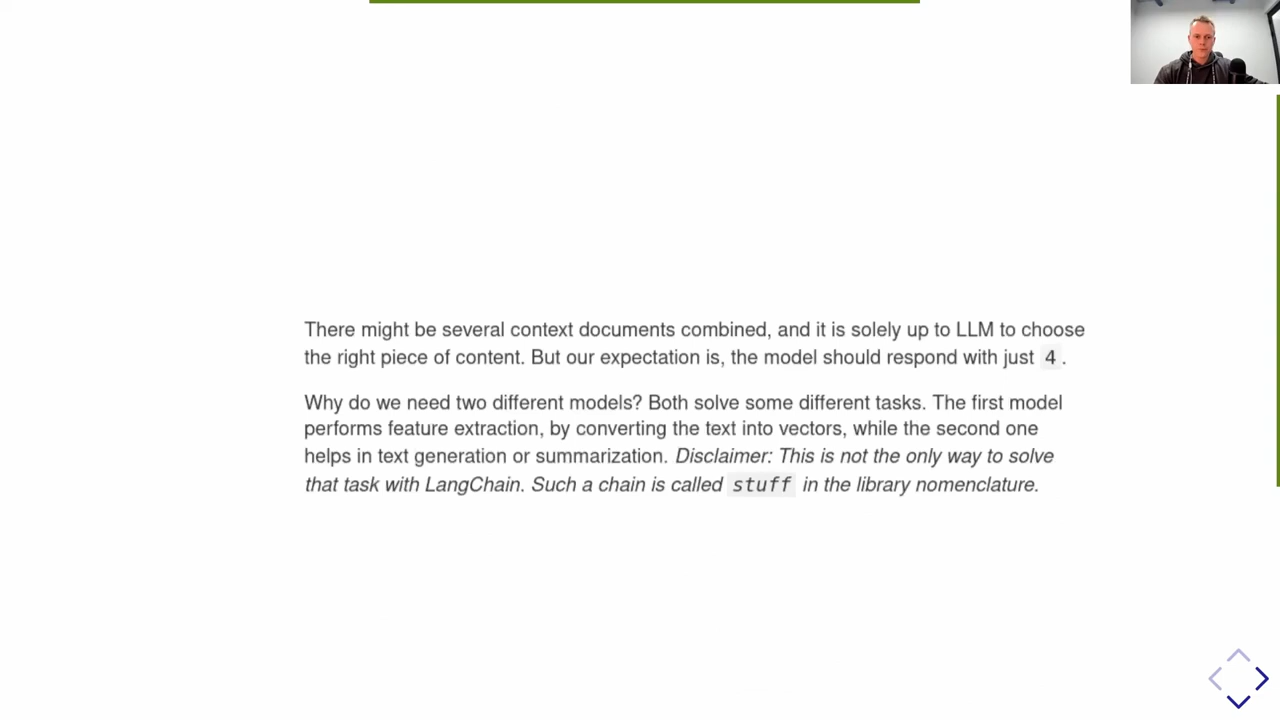 There might be several context documents combined, and it is solely up to LLM to choose
the right piece of content. But our expectation is, the model should respond with just 4.
Why do we need two different models? Both solve some different tasks. The first model
performs feature extraction, by converting the text into vectors, while the second one
helps in text generation or summarization. Disclaimer: This is not the only way to solve
that task with LangChain. Such a chain is called stuff in the library nomenclature.